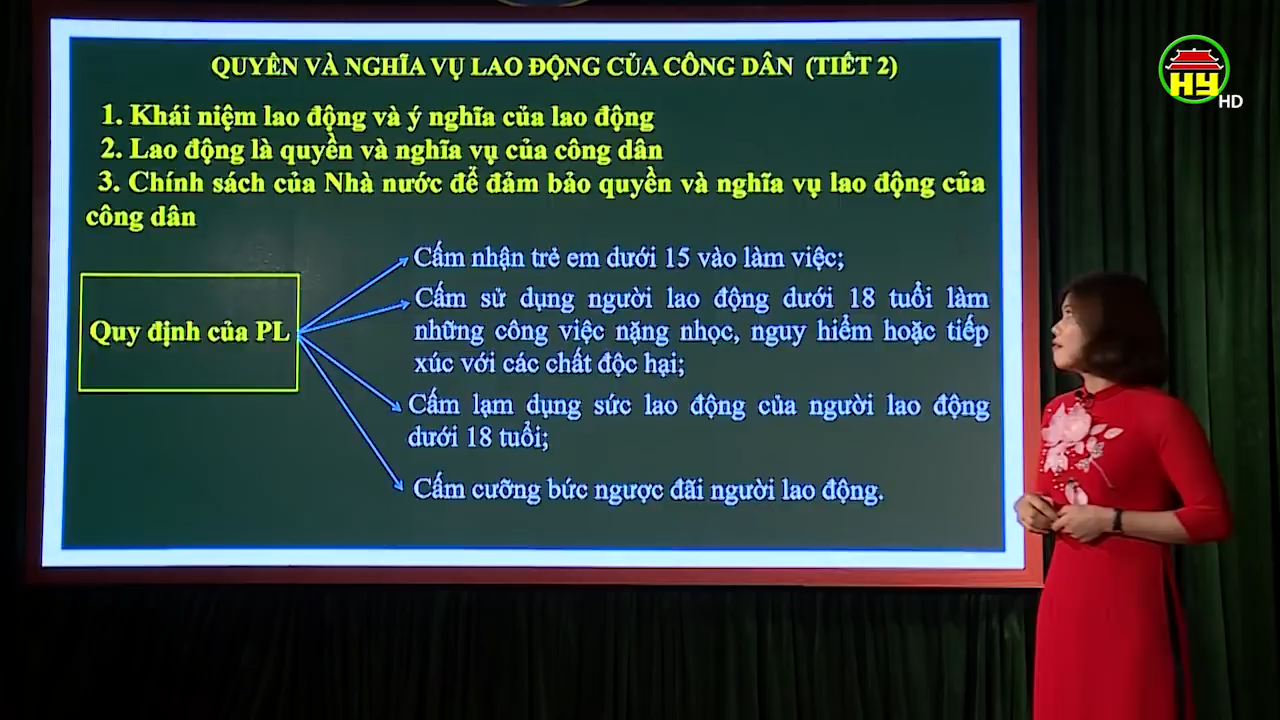 QUYỀN VÀ NGHĨA VỤ LAO ĐỘNG CỦA CÔNG DÂN (TIẾT 2)
1. Khái niệm lao động và ý nghĩa của lao động
2. Lao động là quyền và nghĩa vụ của công dân
3. Chính sách của Nhà nước để đảm bảo quyền và nghĩa vụ lao động của
công dân
Quy định của PL
Cấm nhận trẻ em dưới 15 vào làm việc;
Cấm sử dụng người lao động dưới 18 tuổi làm
những công việc nặng nhọc, nguy hiểm hoặc tiếp
xúc với các chất độc hại;
Cấm lạm dụng sức lao động của người lao động
dưới 18 tuổi;
Cấm cưỡng bức ngược đãi người lao động.
HY
HD